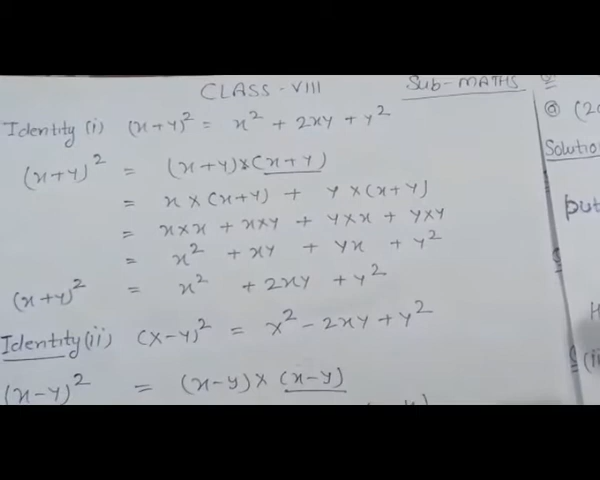 CLASS - VIII
Sub- MATHS
Identity (i) (x+y)² = x² + 2xy + y²
(x+y)² = (x+y)×(x+y)
= x×(x+y) + y×(x+y)
= x×x + x×y + y×x + y×y
= x² + xy + yx + y²
(x+y)² = x² + 2xy + y²
Identity (ii) (x-y)² = x² - 2xy + y²
(x-y)² = (x-y)× (x-y)
Solution
put